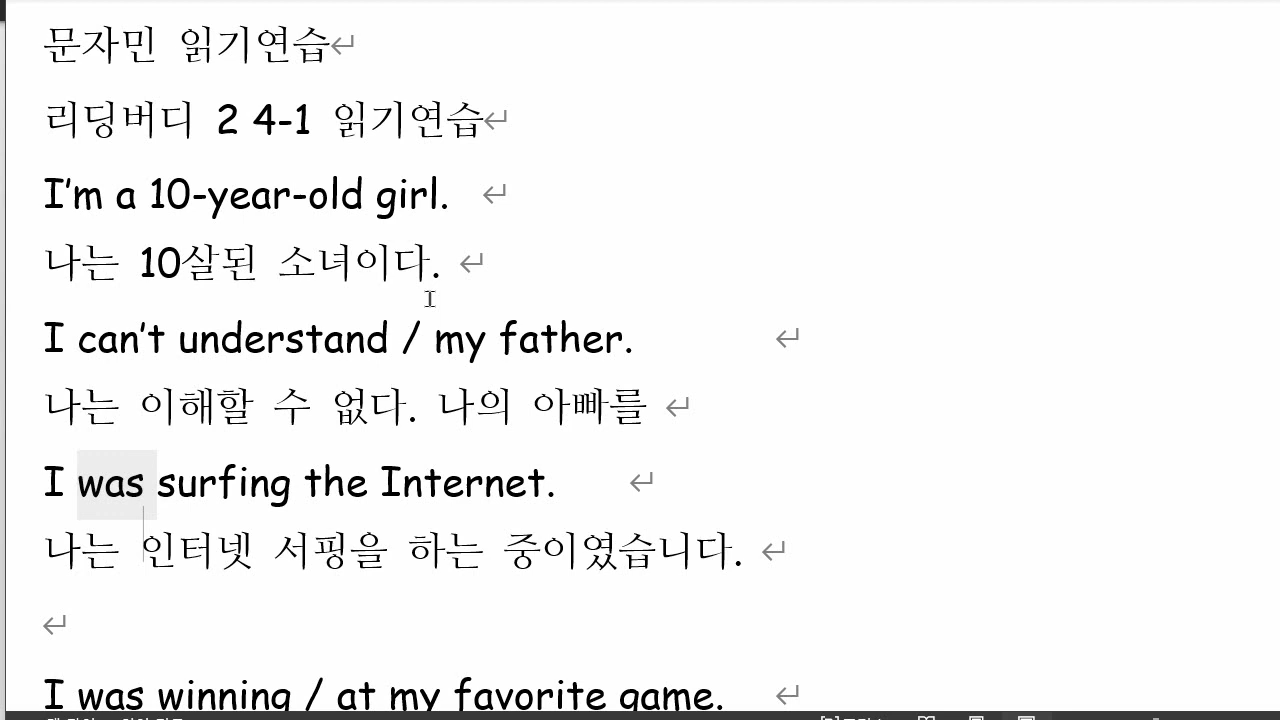 문자민 읽기연습
리딩버디 2 4-1 읽기연습
I'm a 10-year-old girl.
나는 10살된 소녀이다.
I can't understand / my father.
나는 이해할 수 없다. 나의 아빠를
I was surfing the Internet.
나는 인터넷 서핑을 하는 중이였습니다.
I was winning / at my favorite game.